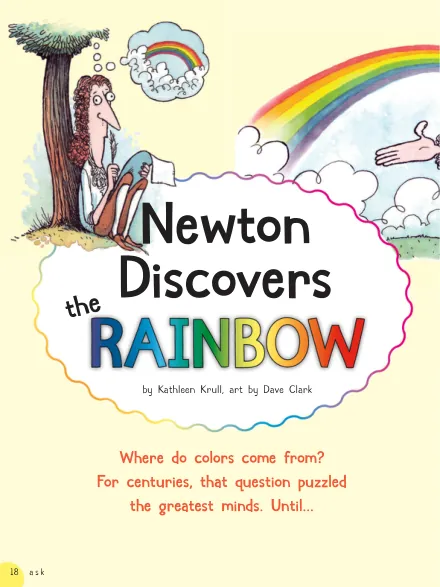 Newton
Discovers
the
RAINBOW
by Kathleen Krull, art by Dave Clark
Where do colors come from?
For centuries, that question puzzled
the greatest minds. Until...
18 ask